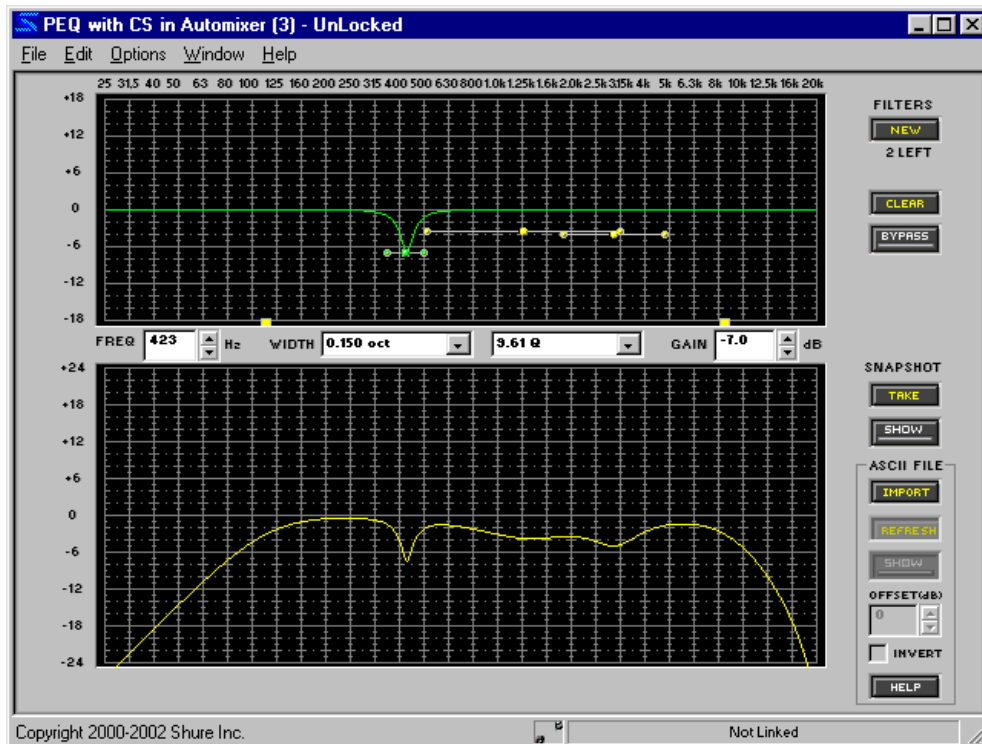 PEQ with CS in Automixer (3) - UnLocked
File Edit Options Window Help
25 31,5 40 50 63 80 100 125 160 200 250 315 400 500 630 800 1.0k 1.25k 1.6k 2.0k 2.5k 3.15k 4k 5k 6.3k 8k 10k 12.5k 16k 20k
+18
+12
+6
0
-6
-12
-18
FILTERS
NEW
2 LEFT
CLEAR
BYPASS
FREQ 423 Hz WIDTH 0.150 oct 9.61 Q GAIN -7.0 dB
+24
+18
+12
+6
0
-6
-12
-18
-24
SNAPSHOT
TAKE
SHOW
ASCII FILE
IMPORT
REFRESH
SHOW
OFFSET(dB)
0
INVERT
HELP
Copyright 2000-2002 Shure Inc.
a B
Not Linked